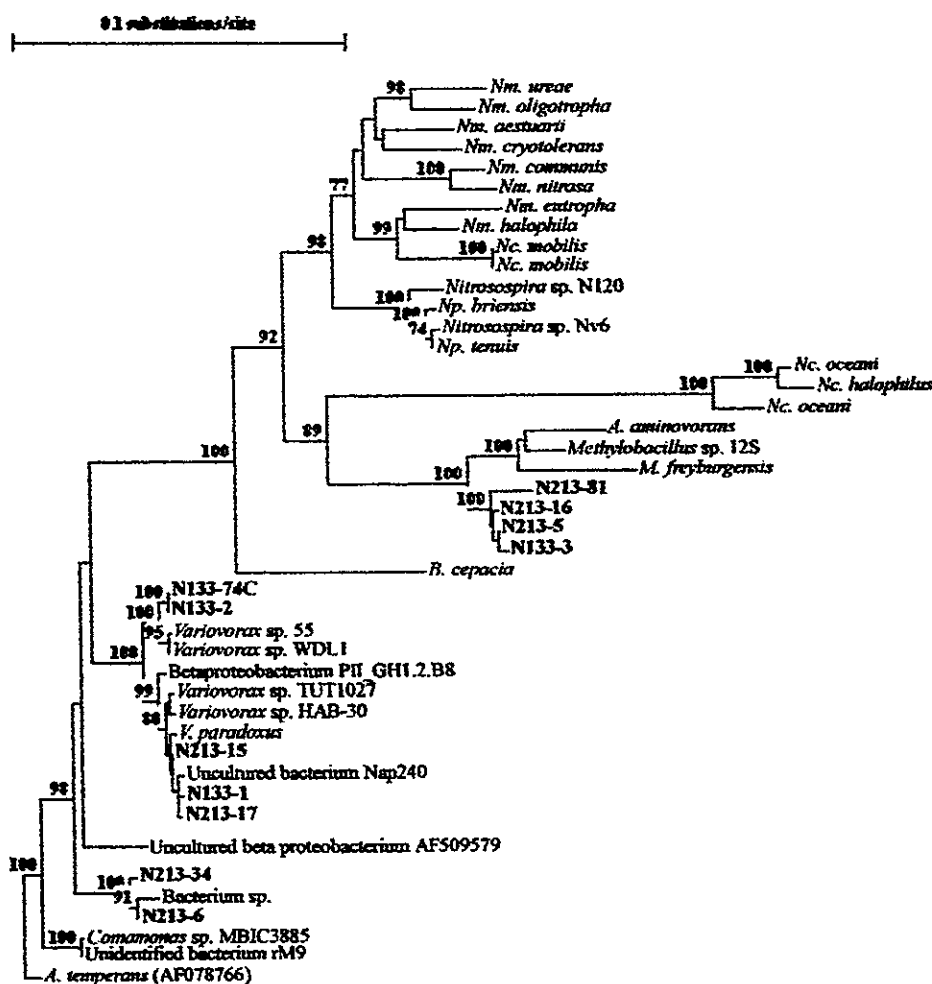 0.1 substitutions/site
98
Nm. ureae
Nm. oligotropha
Nm. aestuarii
Nm. cryotolerans
100
Nm. communis
Nm. nitrosa
77
Nm. eutropha
99
Nm. halophila
98
100
Nc. mobilis
Nc. mobilis
Nitrosospira sp. N120
100
Np. briensis
100
74
Nitrosospira sp. Nv6
Np. tenuis
92
100
Nc. oceani
100
Nc. halophilus
Nc. oceani
89
A. aminovorans
100
Methylobacillus sp. 12S
100
M. freyburgensis
100
100
N213-81
N213-16
N213-5
N133-3
B. cepacia
100
N133-74C
100
N133-2
95
Variovorax sp. 55
100
Variovorax sp. WDL1
Betaproteobacterium PII_GH1.2.B8
99
Variovorax sp. TUT1027
88
Variovorax sp. HAB-30
V. paradoxus
N213-15
Uncultured bacterium Nap240
98
N133-1
N213-17
Uncultured beta proteobacterium AF509579
100
100
N213-34
91
Bacterium sp.
N213-6
100
Comamonas sp. MBIC3885
Unidentified bacterium rM9
A. temperans (AF078766)